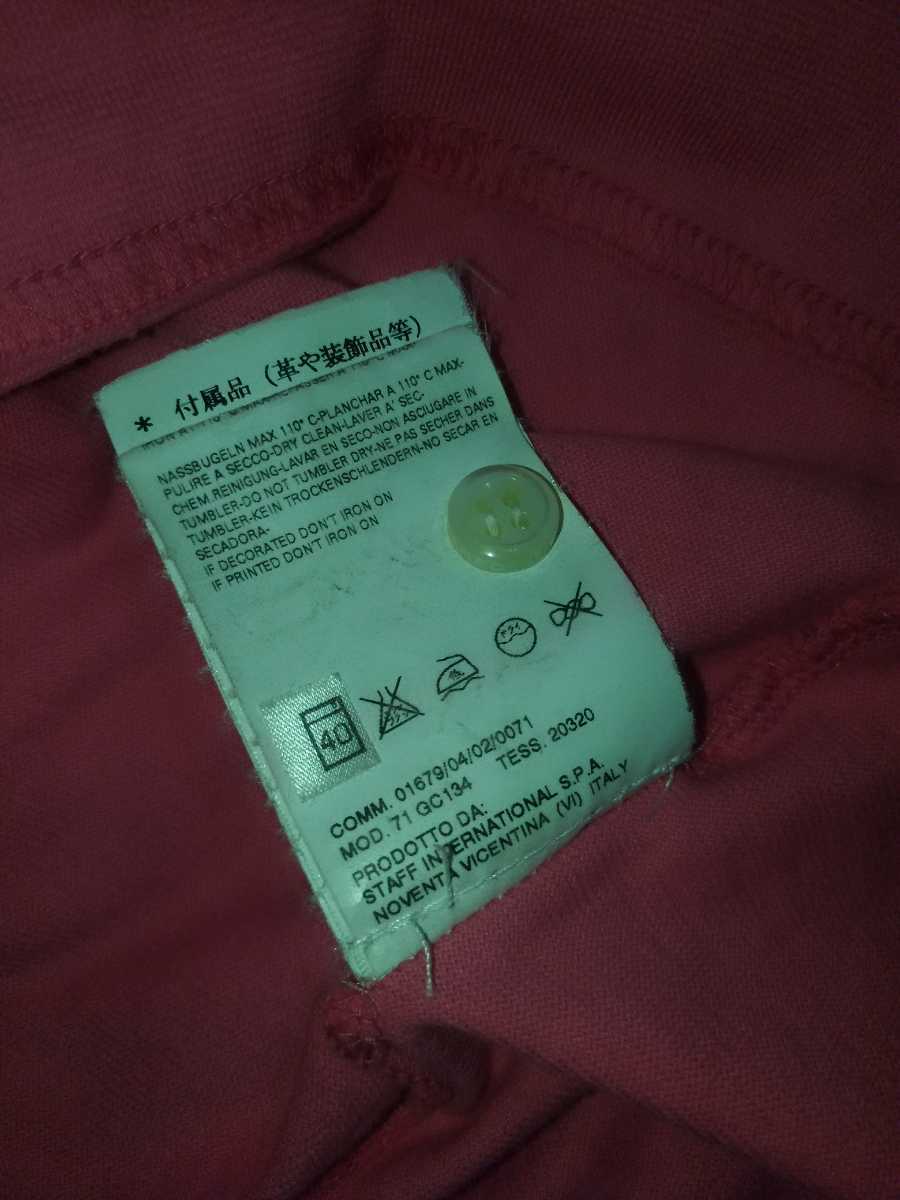 * 付属品（革や装飾品等）
NASSBUGELN MAX 110° C-PLANCHAR A 110° C MAX-
PULIRE A SECCO-DRY CLEAN-LAVER A' SEC-
CHEM.REINIGUNG-LAVAR EN SECO-NON ASCIUGARE IN
TUMBLER-DO NOT TUMBLER DRY-NE PAS SECHER DANS
TUMBLER-KEIN TROCKENSCHLENDERN-NO SECAR EN
SECADORA-
IF DECORATED DON'T IRON ON
IF PRINTED DON'T IRON ON
40
ドライ
COMM. 01679/04/02/0071
MOD. 71 GC134 TESS. 20320
PRODOTTO DA:
STAFF INTERNATIONAL S.P.A.
NOVENTA VICENTINA (VI) ITALY